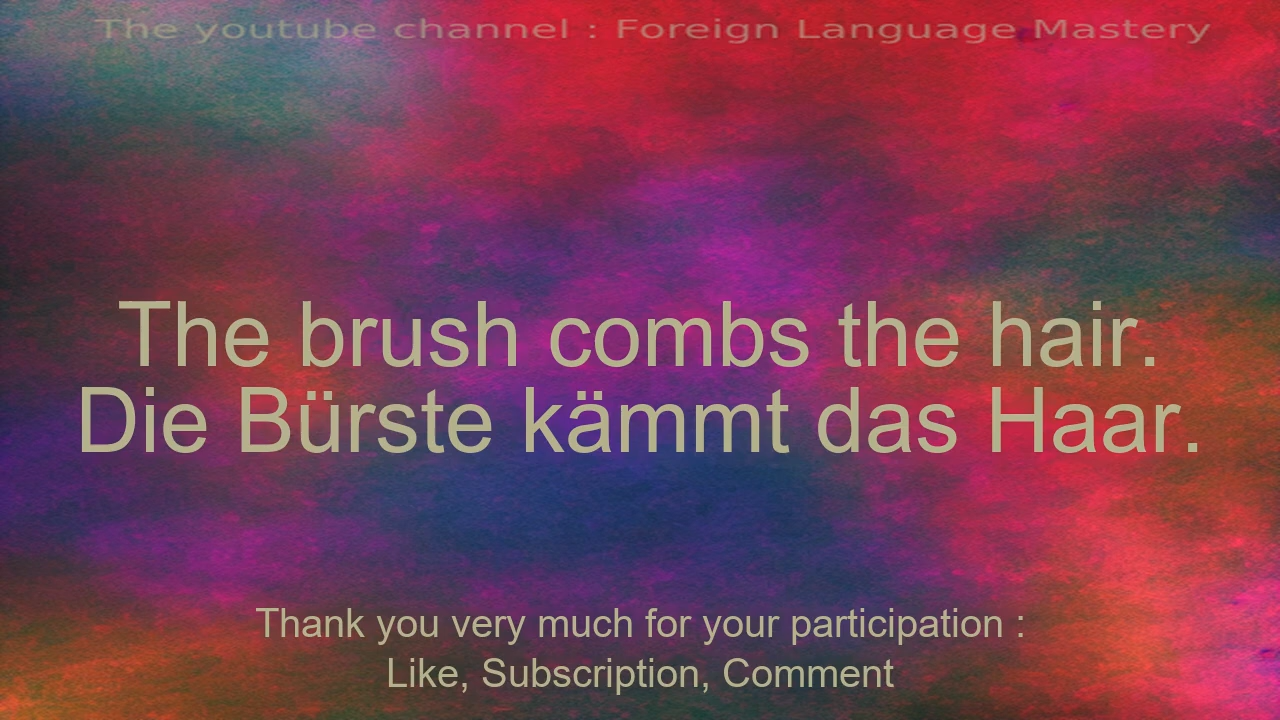 The youtube channel : Foreign Language Mastery
The brush combs the hair.
Die Bürste kämmt das Haar.
Thank you very much for your participation :
Like, Subscription, Comment